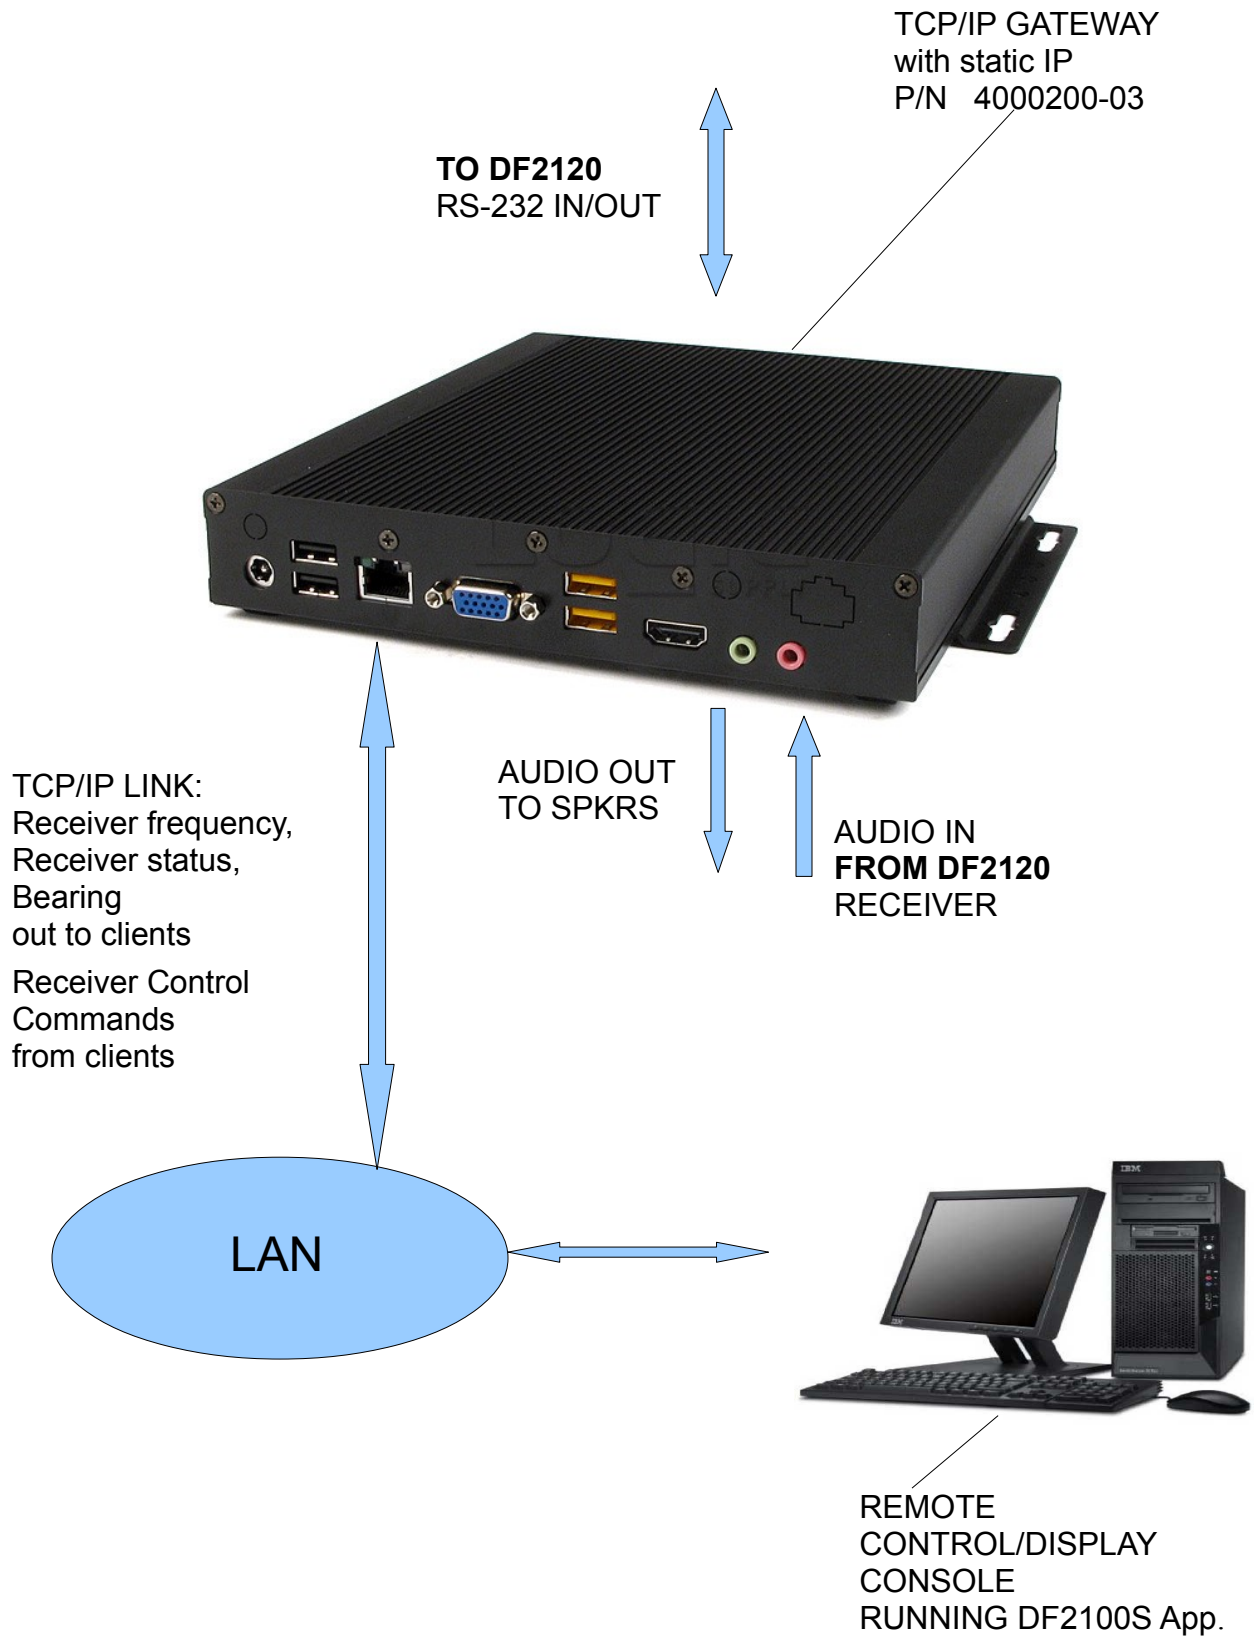 TCP/IP GATEWAY
with static IP
P/N 4000200-03
TO DF2120
RS-232 IN/OUT
AUDIO OUT
TO SPKRS
TCP/IP LINK:
Receiver frequency,
Receiver status,
Bearing
out to clients
Receiver Control
Commands
from clients
AUDIO IN
FROM DF2120
RECEIVER
LAN
IBM
IBM
REMOTE
CONTROL/DISPLAY
CONSOLE
RUNNING DF2100S App.